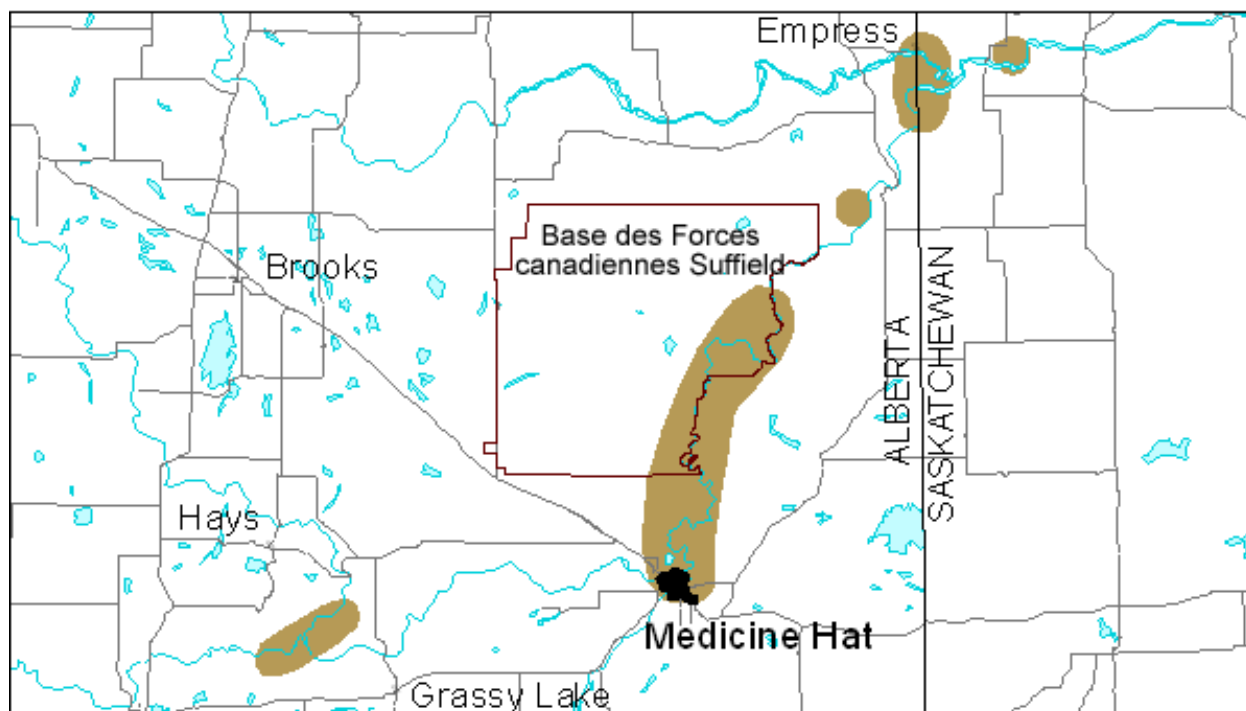 Empress
Base des Forces
canadiennes Suffield
Brooks
ALBERTA
SASKATCHEWAN
Hays
Medicine Hat
Grassy Lake